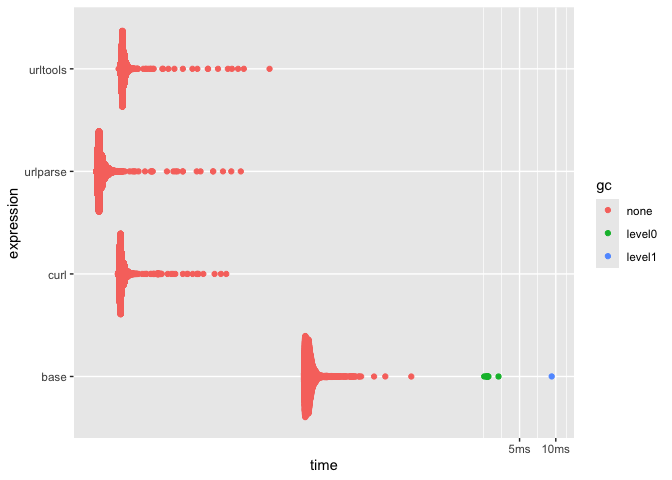 expression
urltools
urlparse
curl
base
5ms 10ms
time
gc
none
level0
level1